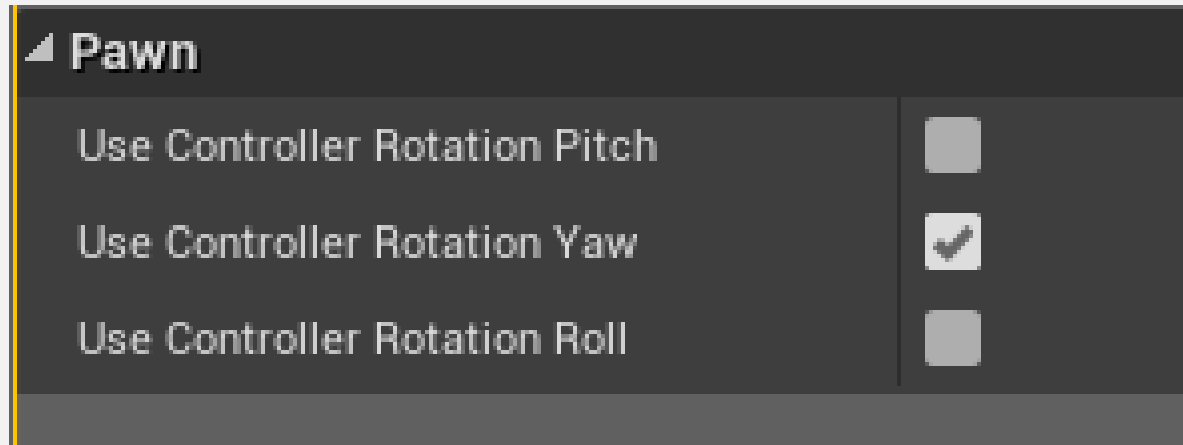 Pawn
Use Controller Rotation Pitch
Use Controller Rotation Yaw
Use Controller Rotation Roll